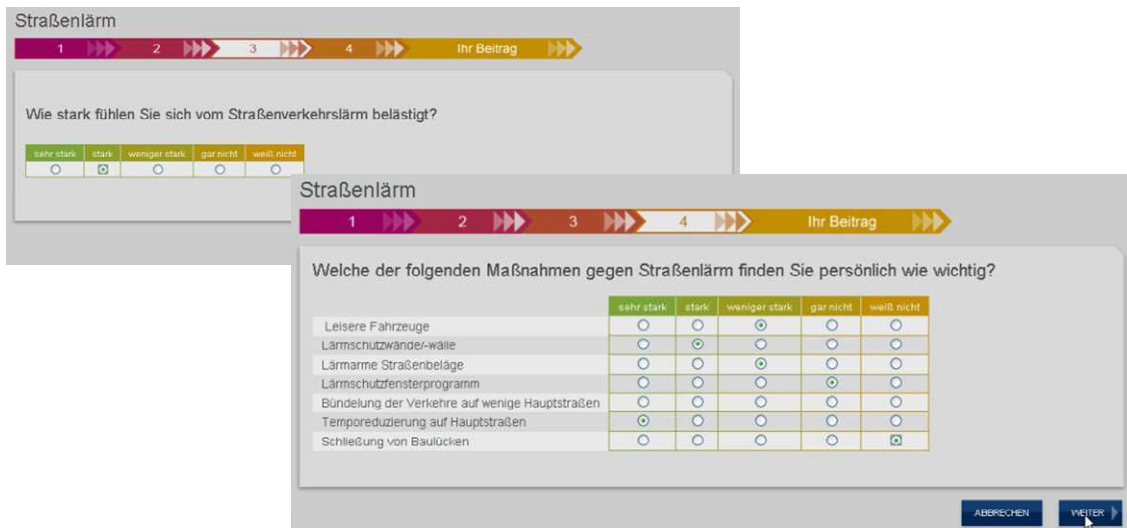 Straßenlärm
1 2 3 4 Ihr Beitrag
Wie stark fühlen Sie sich vom Straßenverkehrslärm belästigt?
sehr stark stark weniger stark gar nicht weiß nicht
Straßenlärm
1 2 3 4 Ihr Beitrag
Welche der folgenden Maßnahmen gegen Straßenlärm finden Sie persönlich wie wichtig?
sehr stark stark weniger stark gar nicht weiß nicht
Leisere Fahrzeuge
Lärmschutzwände/-wälle
Lärmarme Straßenbeläge
Lärmschutzfensterprogramm
Bündelung der Verkehre auf wenige Hauptstraßen
Temporeduzierung auf Hauptstraßen
Schließung von Baulücken
ABBRECHEN WEITER